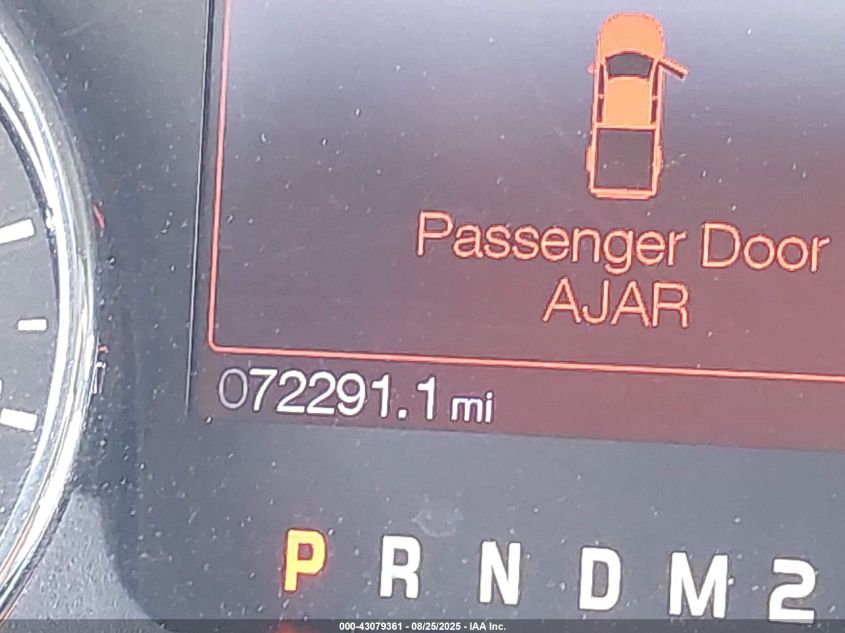 Passenger Door
AJAR
072291.1 mi
P R N D M 2
000-43079361 - 08/25/2025 - IAA Inc.